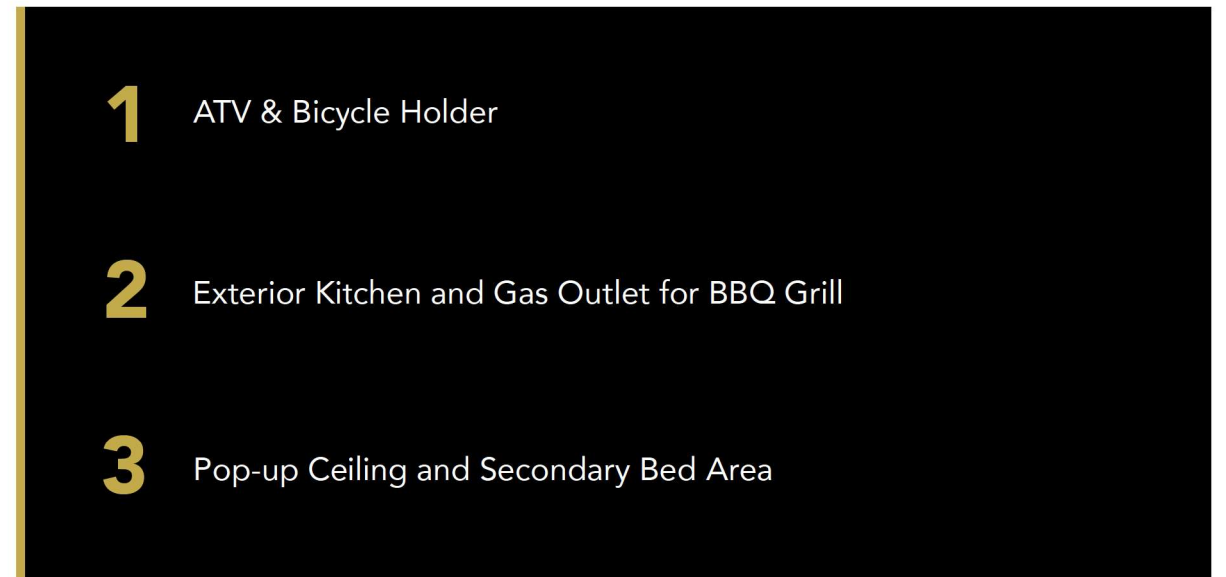 1 ATV & Bicycle Holder
2 Exterior Kitchen and Gas Outlet for BBQ Grill
3 Pop-up Ceiling and Secondary Bed Area